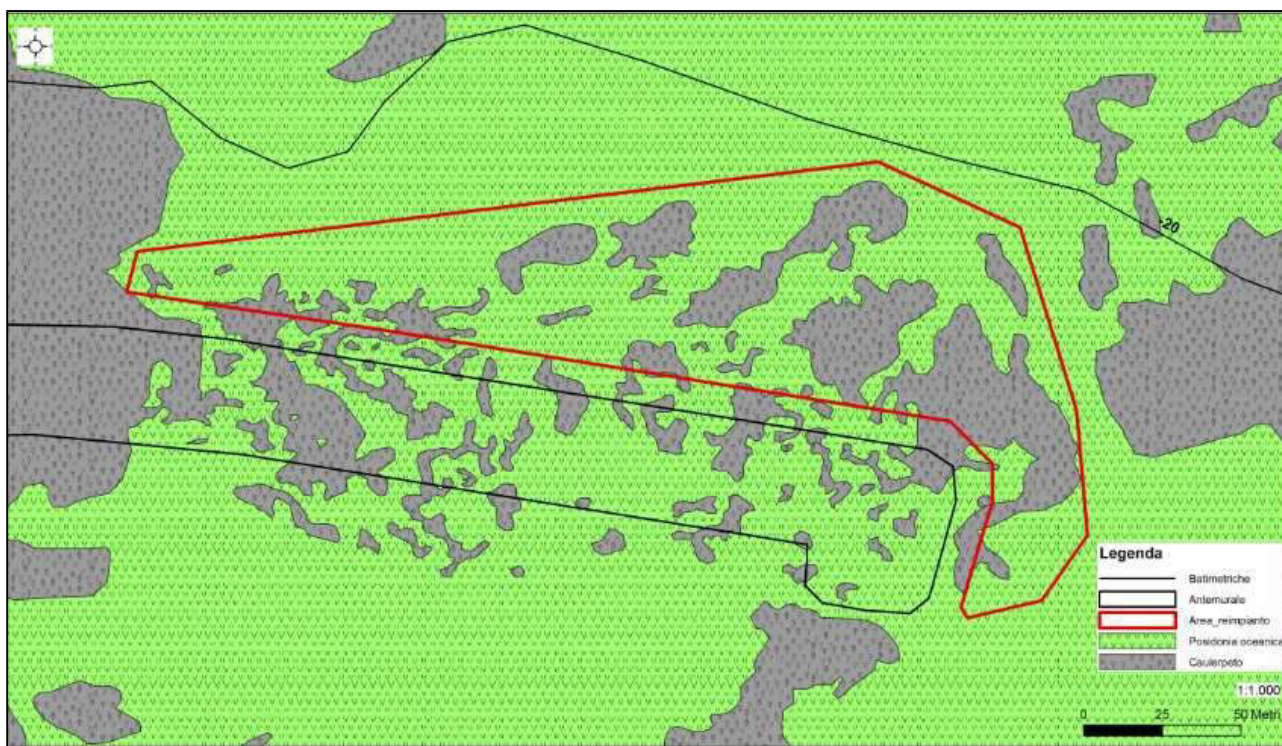 -20
Legenda
Batimetriche
Antemurale
Area_reimpianto
Posidonia oceanica
Caulerpeto
1:1.000
0 25 50 Metri